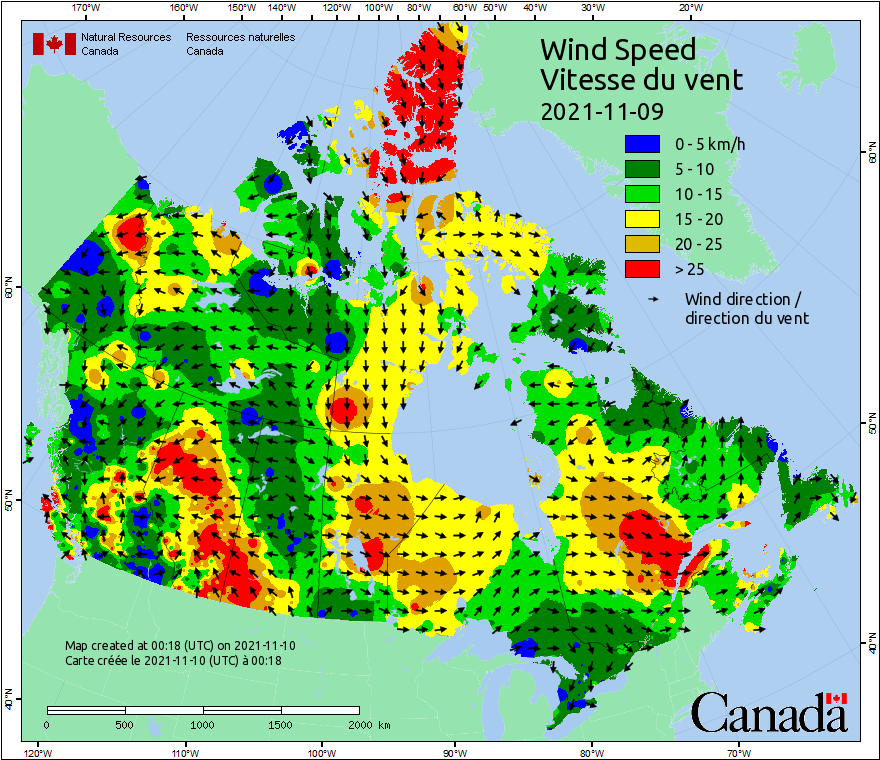 170°W 160°W 150°W 140°W 130°W 120°W 110°W 100°W 90°W 80°W 70°W 60°W 50°W 40°W 30°W 20°W
Natural Resources Ressources naturelles
Canada Canada
Wind Speed
Vitesse du vent
2021-11-09
0 - 5 km/h
5 - 10
10 - 15
15 - 20
20 - 25
> 25
Wind direction /
direction du vent
60°N
60°N
50°N
50°N
40°N
40°N
Map created at 00:18 (UTC) on 2021-11-10
Carte créée le 2021-11-10 (UTC) à 00:18
0 500 1000 1500 2000 km
Canada
120°W 110°W 100°W 90°W 80°W 70°W